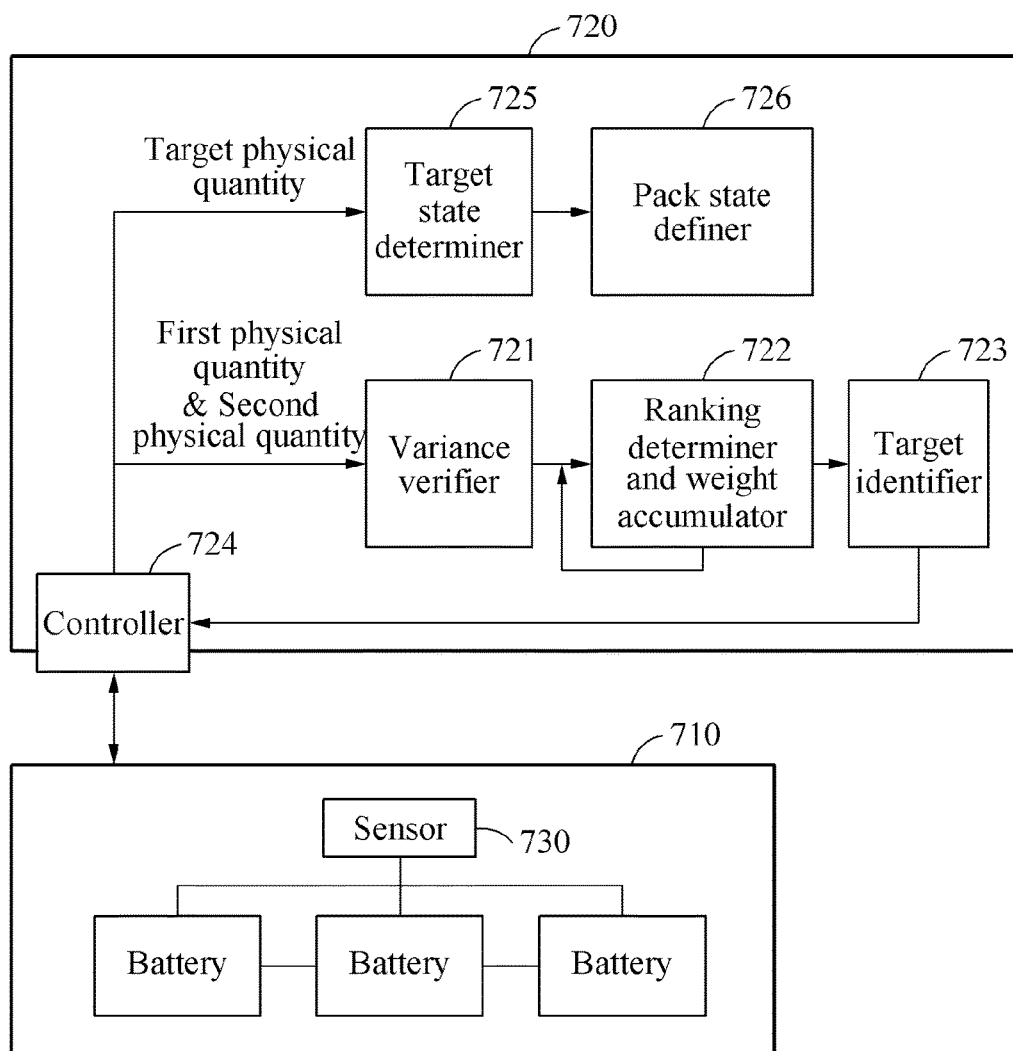 720
725
726
Target physical
quantity
Target
state
determiner
Pack state
definer
First physical
quantity
& Second
physical quantity
721
722
723
Variance
verifier
Ranking
determiner
and weight
accumulator
Target
identifier
724
Controller
710
Sensor
730
Battery
Battery
Battery